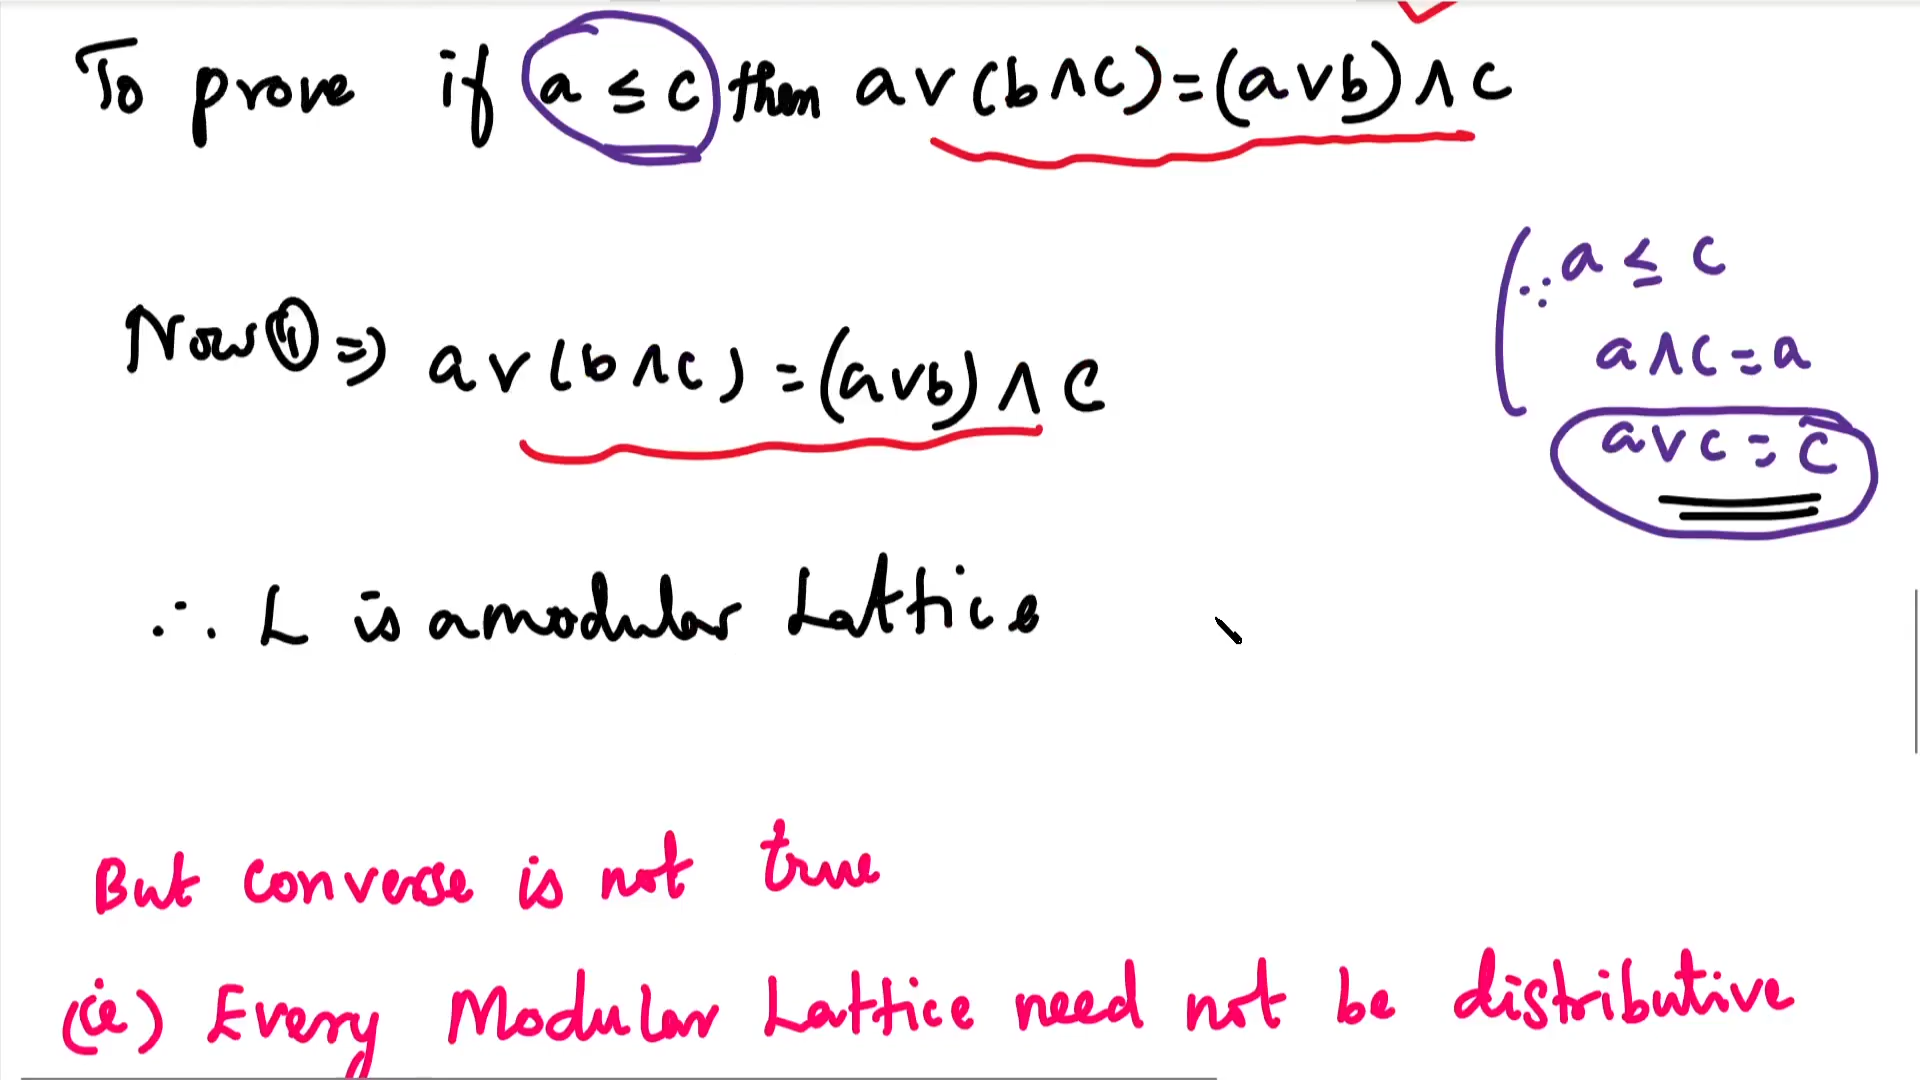 To prove if a ≤ c then a∨(b∧c)=(a∨b)∧c
∵ a ≤ c
a∧c=a
a∨c=c
Now ① ⇒ a∨(b∧c)=(a∨b)∧c
∴ L is a modular Lattice
But converse is not true
(ie) Every Modular Lattice need not be distributive